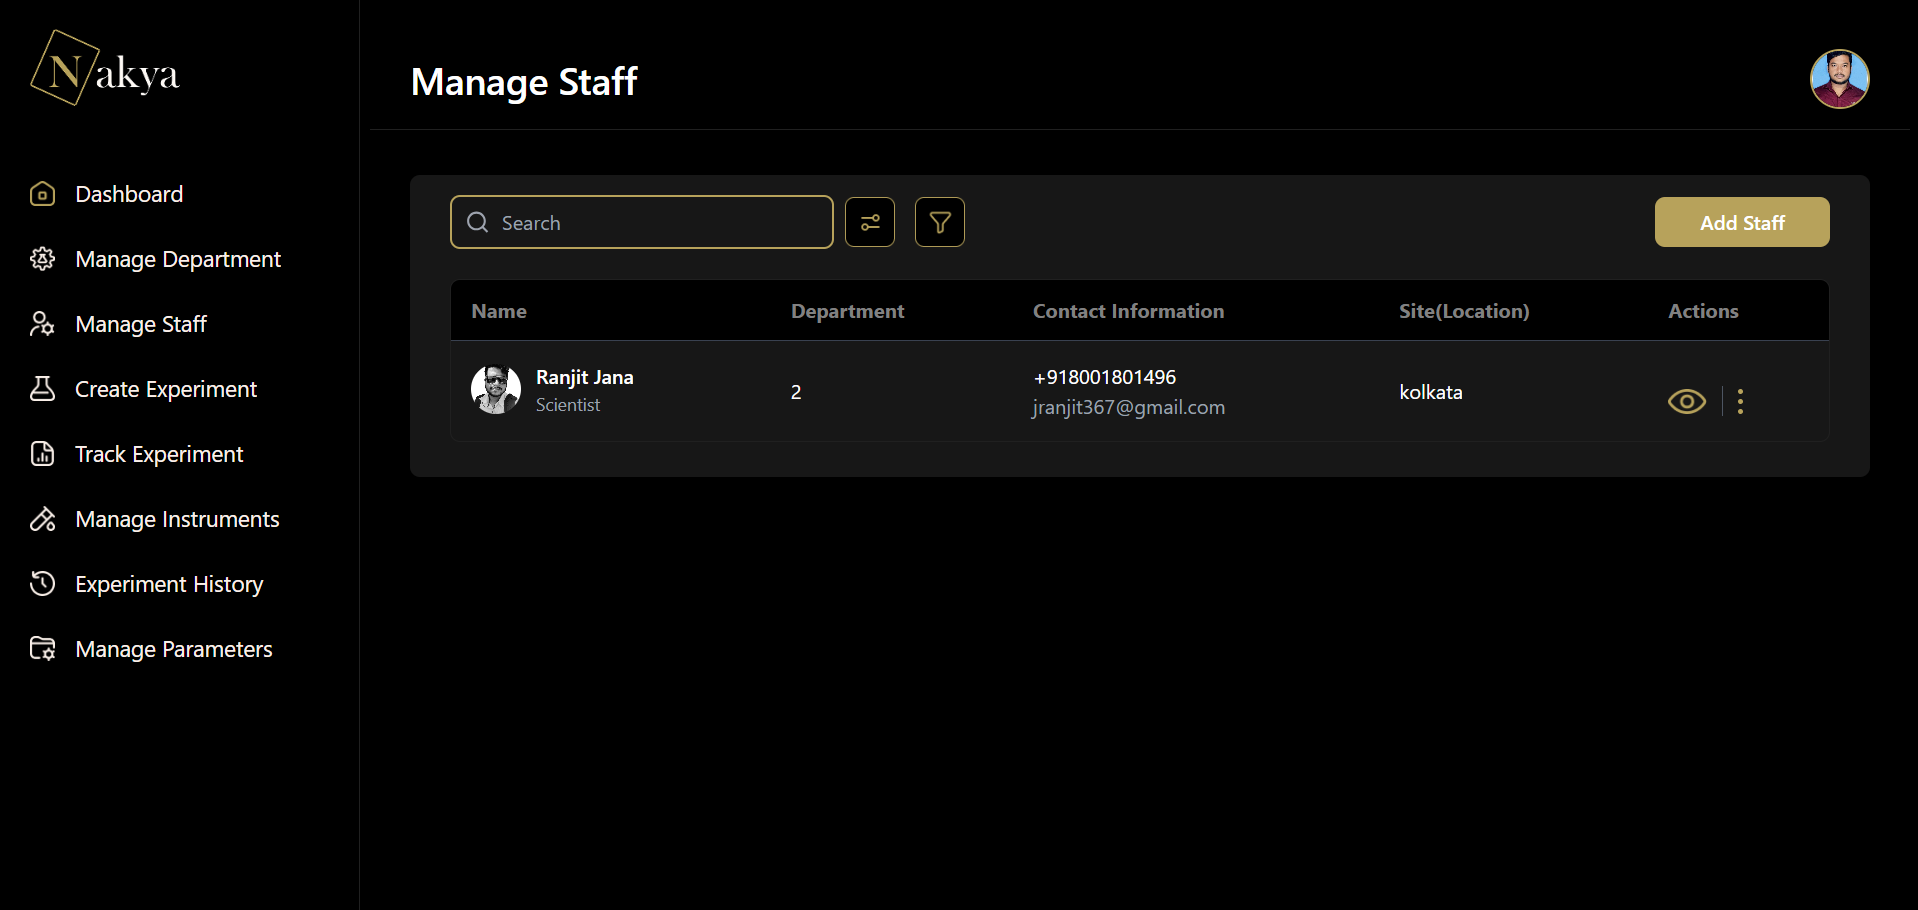 Nakya
Manage Staff
Dashboard
Manage Department
Manage Staff
Create Experiment
Track Experiment
Manage Instruments
Experiment History
Manage Parameters
Search
Add Staff
Name Department Contact Information Site(Location) Actions
Ranjit Jana
Scientist
2
+918001801496
jranjit367@gmail.com
kolkata